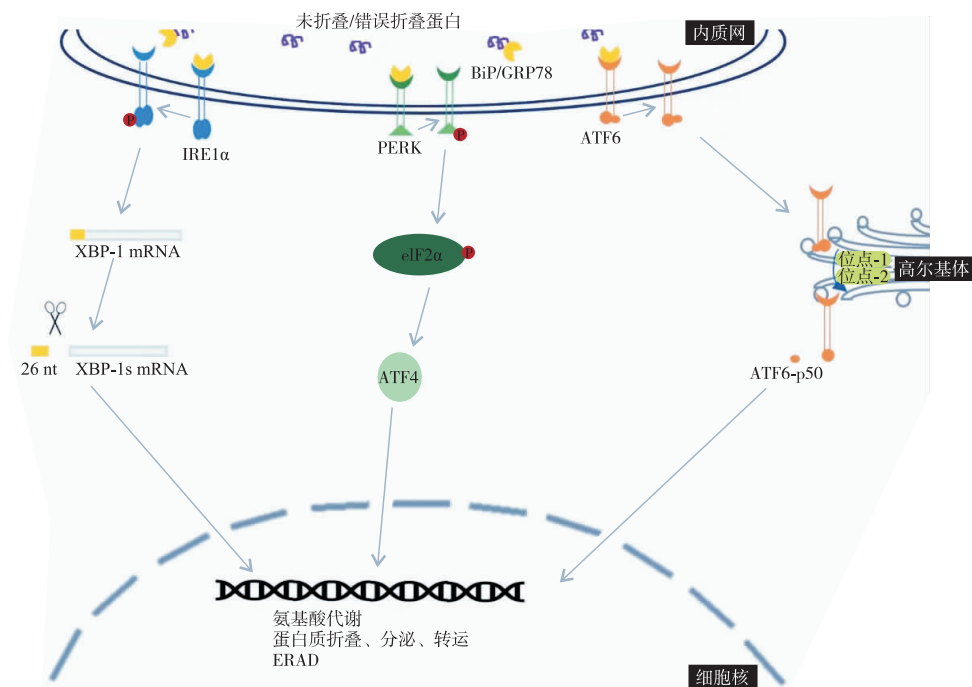 未折叠/错误折叠蛋白
内质网
BiP/GRP78
P
IRE1α
PERK
P
ATF6
XBP-1 mRNA
eIF2α
P
位点-1
位点-2
高尔基体
26 nt
XBP-1s mRNA
ATF4
ATF6-p50
氨基酸代谢
蛋白质折叠、分泌、转运
ERAD
细胞核